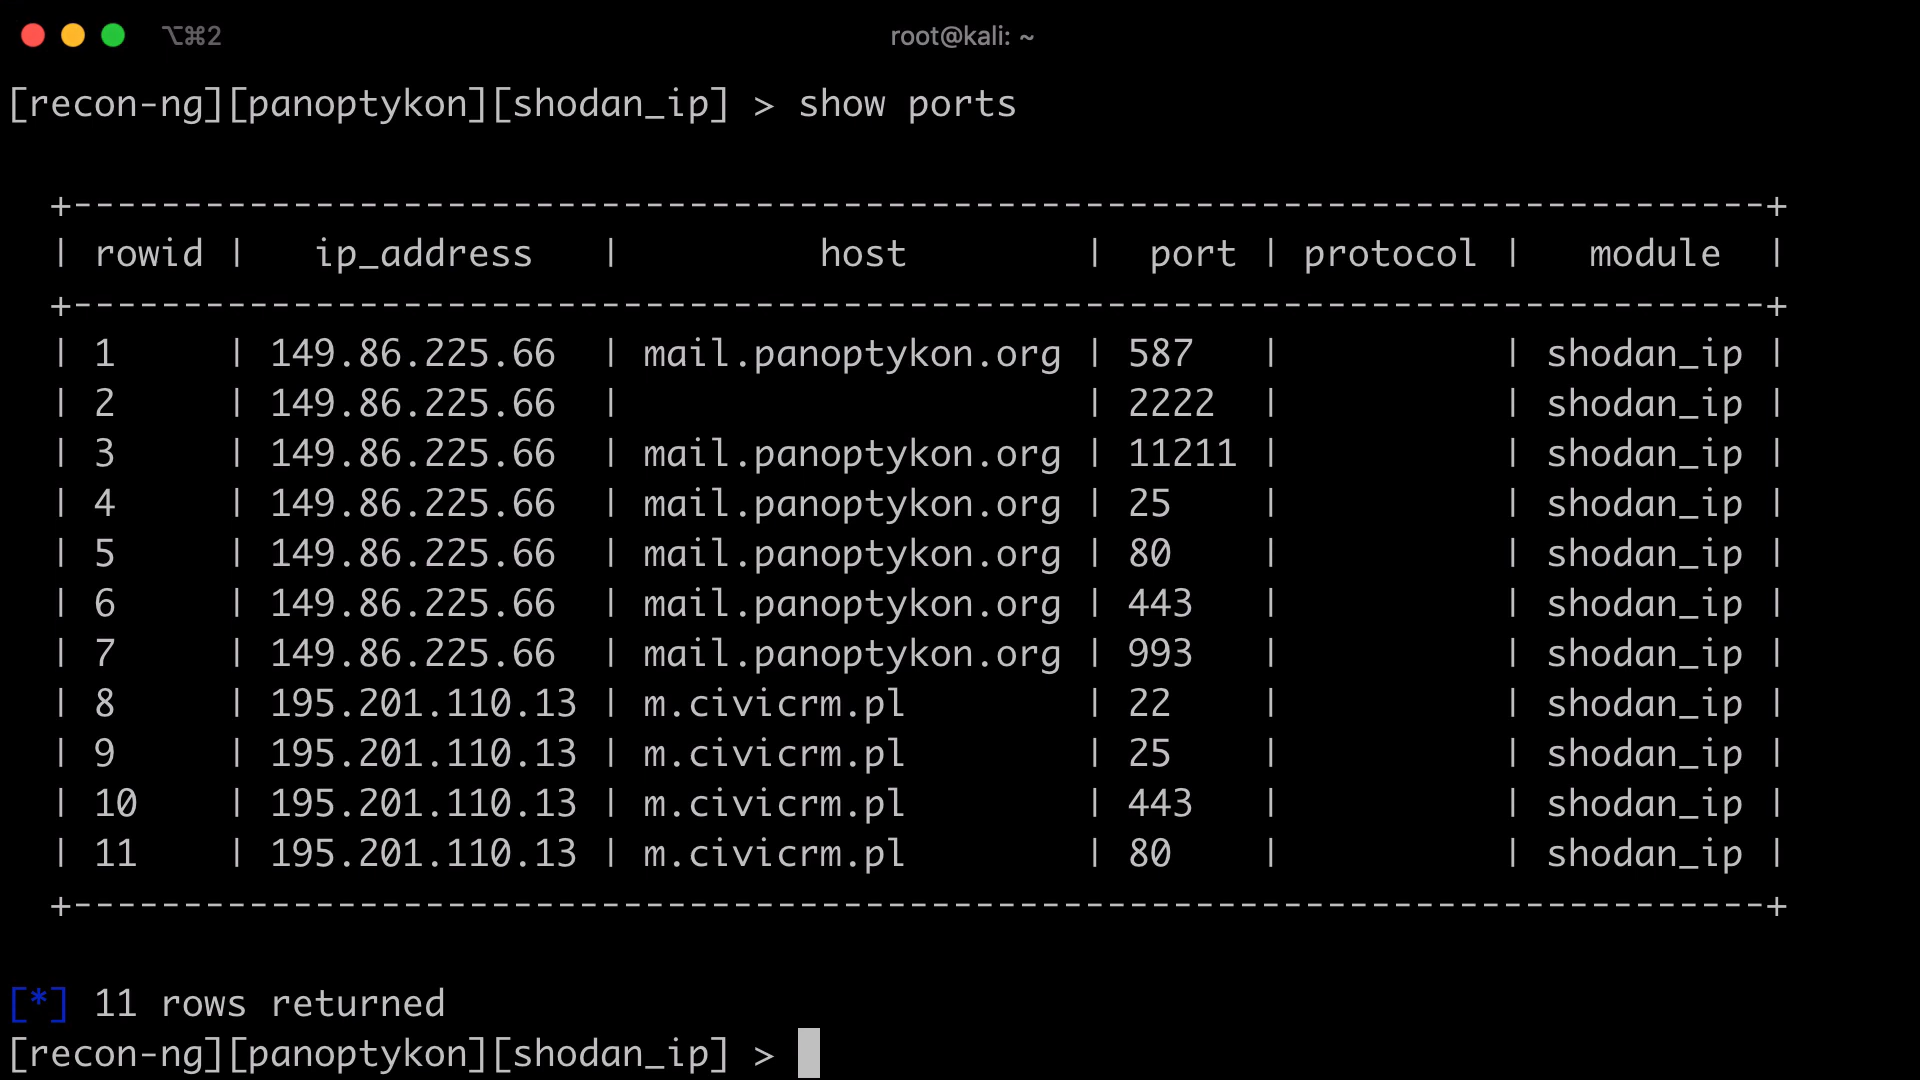 ⌥⌘2 root@kali: ~
[recon-ng][panoptykon][shodan_ip] > show ports
+-----------------------------------------------------------------------------+
| rowid | ip_address | host | port | protocol | module |
+-----------------------------------------------------------------------------+
| 1 | 149.86.225.66 | mail.panoptykon.org | 587 | | shodan_ip |
| 2 | 149.86.225.66 | | 2222 | | shodan_ip |
| 3 | 149.86.225.66 | mail.panoptykon.org | 11211 | | shodan_ip |
| 4 | 149.86.225.66 | mail.panoptykon.org | 25 | | shodan_ip |
| 5 | 149.86.225.66 | mail.panoptykon.org | 80 | | shodan_ip |
| 6 | 149.86.225.66 | mail.panoptykon.org | 443 | | shodan_ip |
| 7 | 149.86.225.66 | mail.panoptykon.org | 993 | | shodan_ip |
| 8 | 195.201.110.13 | m.civicrm.pl | 22 | | shodan_ip |
| 9 | 195.201.110.13 | m.civicrm.pl | 25 | | shodan_ip |
| 10 | 195.201.110.13 | m.civicrm.pl | 443 | | shodan_ip |
| 11 | 195.201.110.13 | m.civicrm.pl | 80 | | shodan_ip |
+-----------------------------------------------------------------------------+
[*] 11 rows returned
[recon-ng][panoptykon][shodan_ip] >